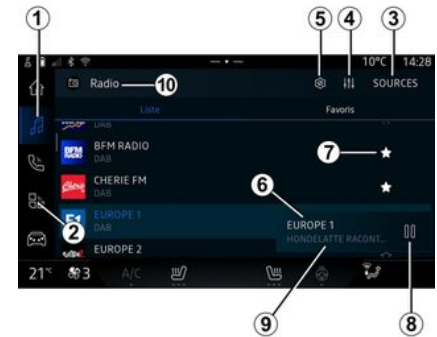 1
5
4
3
10°C 14:28
Radio
10
SOURCES
Liste
Favoris
DAB
BFM RADIO
DAB
7
CHERIE FM
DAB
6
EUROPE 1
DAB
2
EUROPE 1
HONDELATTE RACONT...
EUROPE 2
21°C
3
A/C
9
8